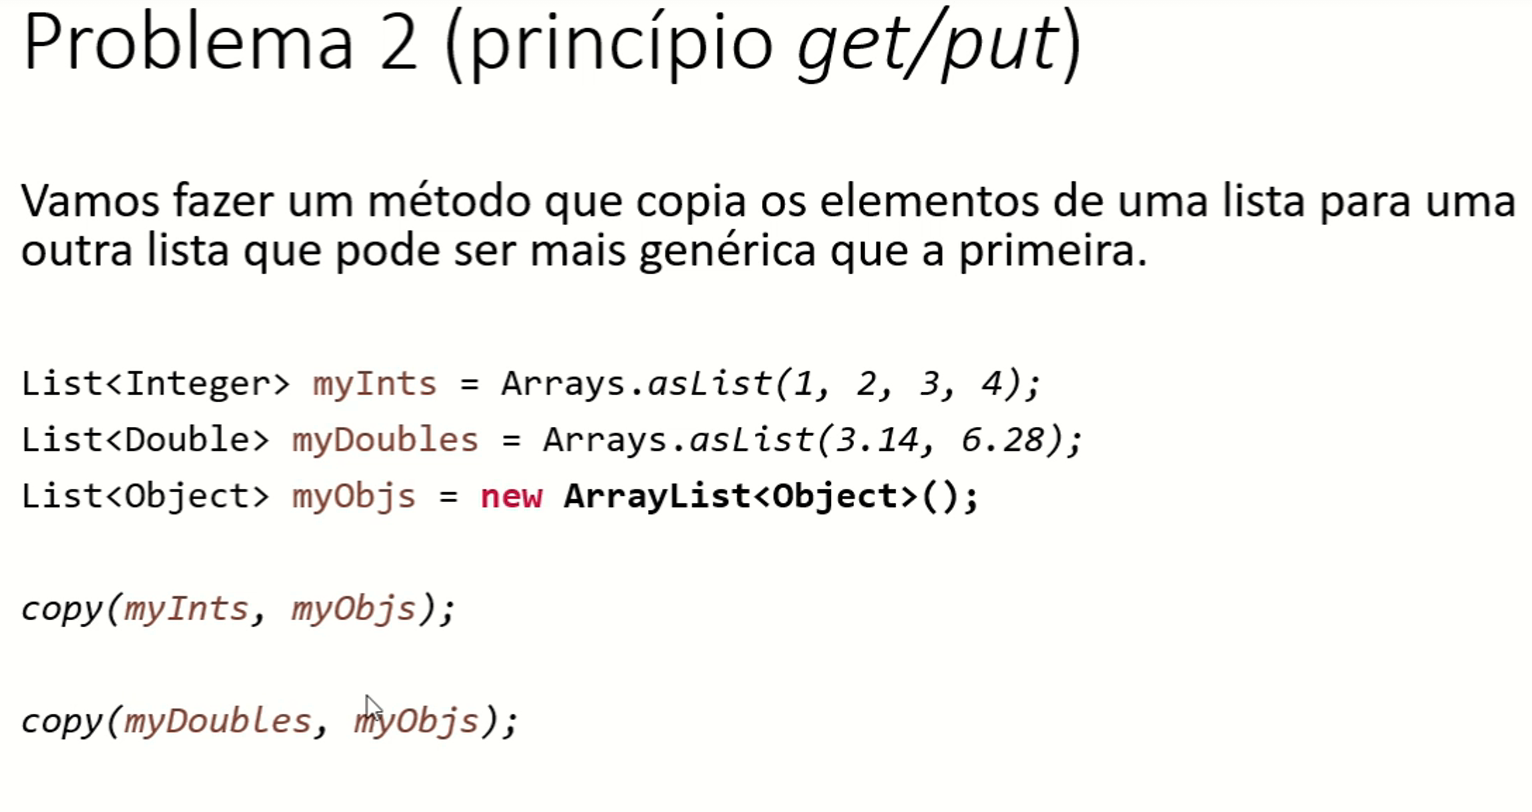 Problema 2 (princípio get/put)
Vamos fazer um método que copia os elementos de uma lista para uma
outra lista que pode ser mais genérica que a primeira.
List<Integer> myInts = Arrays.asList(1, 2, 3, 4);
List<Double> myDoubles = Arrays.asList(3.14, 6.28);
List<Object> myObjs = new ArrayList<Object>();
copy(myInts, myObjs);
copy(myDoubles, myObjs);